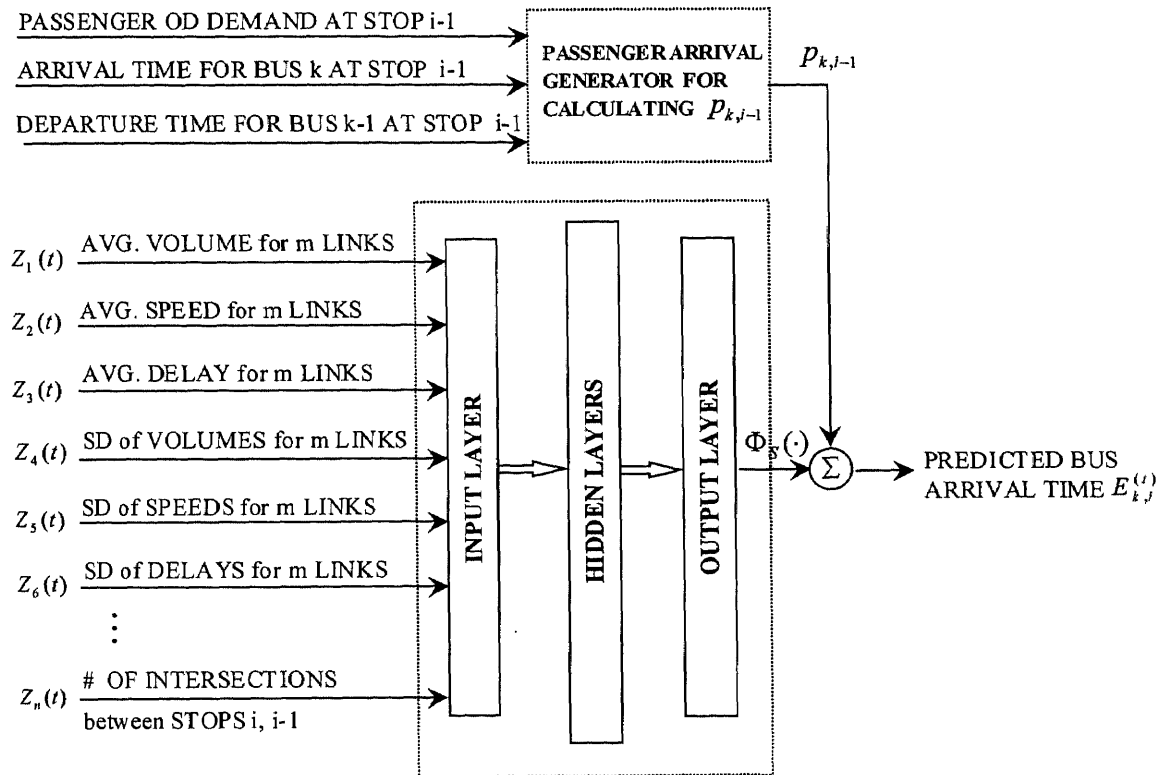 PASSENGER OD DEMAND AT STOP i-1
ARRIVAL TIME FOR BUS k AT STOP i-1
DEPARTURE TIME FOR BUS k-1 AT STOP i-1
PASSENGER ARRIVAL
GENERATOR FOR
CALCULATING p_{k,i-1}
p_{k,i-1}
Z_1(t) AVG. VOLUME for m LINKS
Z_2(t) AVG. SPEED for m LINKS
Z_3(t) AVG. DELAY for m LINKS
Z_4(t) SD of VOLUMES for m LINKS
Z_5(t) SD of SPEEDS for m LINKS
Z_6(t) SD of DELAYS for m LINKS
⋮
Z_n(t) # OF INTERSECTIONS
between STOPS i, i-1
INPUT LAYER
HIDDEN LAYERS
OUTPUT LAYER
Φ_S(·)
Σ
PREDICTED BUS
ARRIVAL TIME E_{k,i}^{(t)}